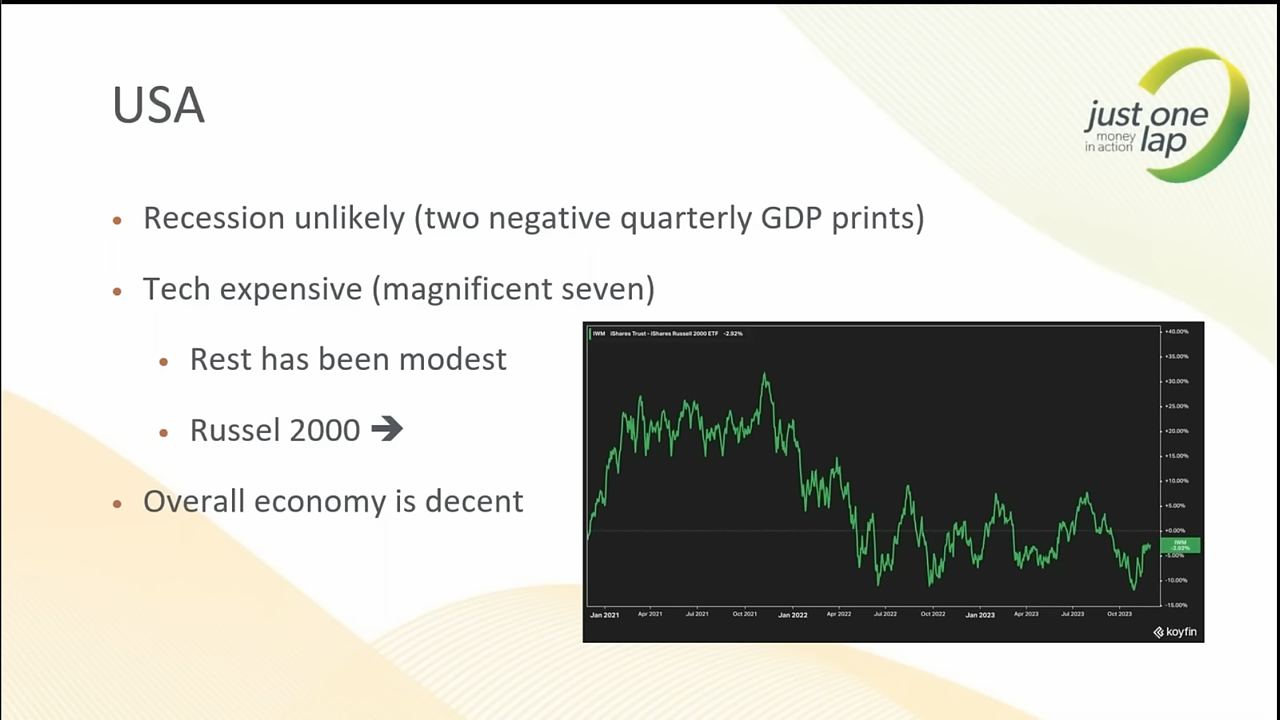 USA
just one
money
in action lap
• Recession unlikely (two negative quarterly GDP prints)
• Tech expensive (magnificent seven)
• Rest has been modest
• Russel 2000 ➔
• Overall economy is decent
IWM iShares Trust - iShares Russell 2000 ETF -2.92%
+40.00%
+35.00%
+30.00%
+25.00%
+20.00%
+15.00%
+10.00%
+5.00%
+0.00%
IWM
-2.92%
-5.00%
-10.00%
-15.00%
Jan 2021 Apr 2021 Jul 2021 Oct 2021 Jan 2022 Apr 2022 Jul 2022 Oct 2022 Jan 2023 Apr 2023 Jul 2023 Oct 2023
koyfin